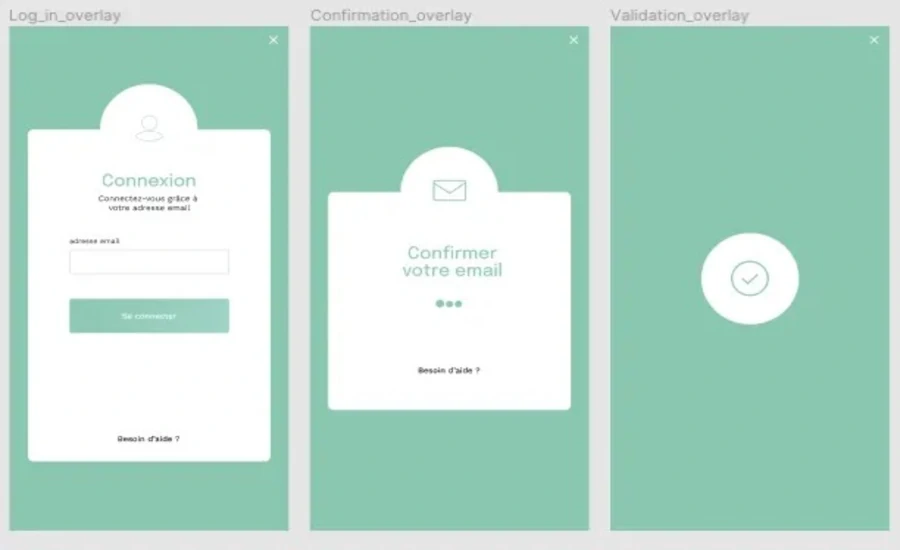 Log_in_overlay
Connexion
Connectez-vous grâce à
votre adresse email
adresse email
Se connecter
Besoin d'aide ?
Confirmation_overlay
Confirmer
votre email
Besoin d'aide ?
Validation_overlay